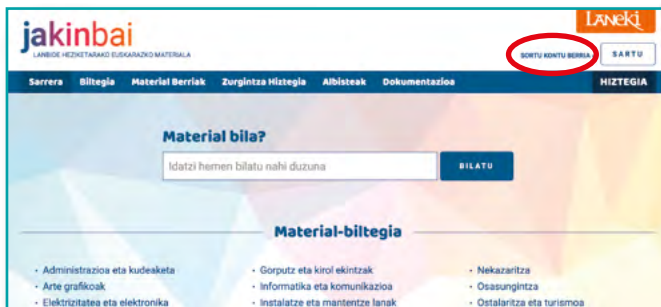 LANEKI
jakinbai
LANBIDE HEZIKETARAKO EUSKARAZKO MATERIALA
SORTU KONTU BERRIA
SARTU
Sarrera Biltegia Material Berriak Zurgintza Hiztegia Albisteak Dokumentazioa HIZTEGIA
Material bila?
Idatzi hemen bilatu nahi duzuna BILATU
Material-biltegia
· Administrazioa eta kudeaketa · Gorputz eta kirol ekintzak · Nekazaritza
· Arte grafikoak · Informatika eta komunikazioa · Osasungintza
· Elektrizitatea eta elektronika · Instalatze eta mantentze lanak · Ostalaritza eta turismoa